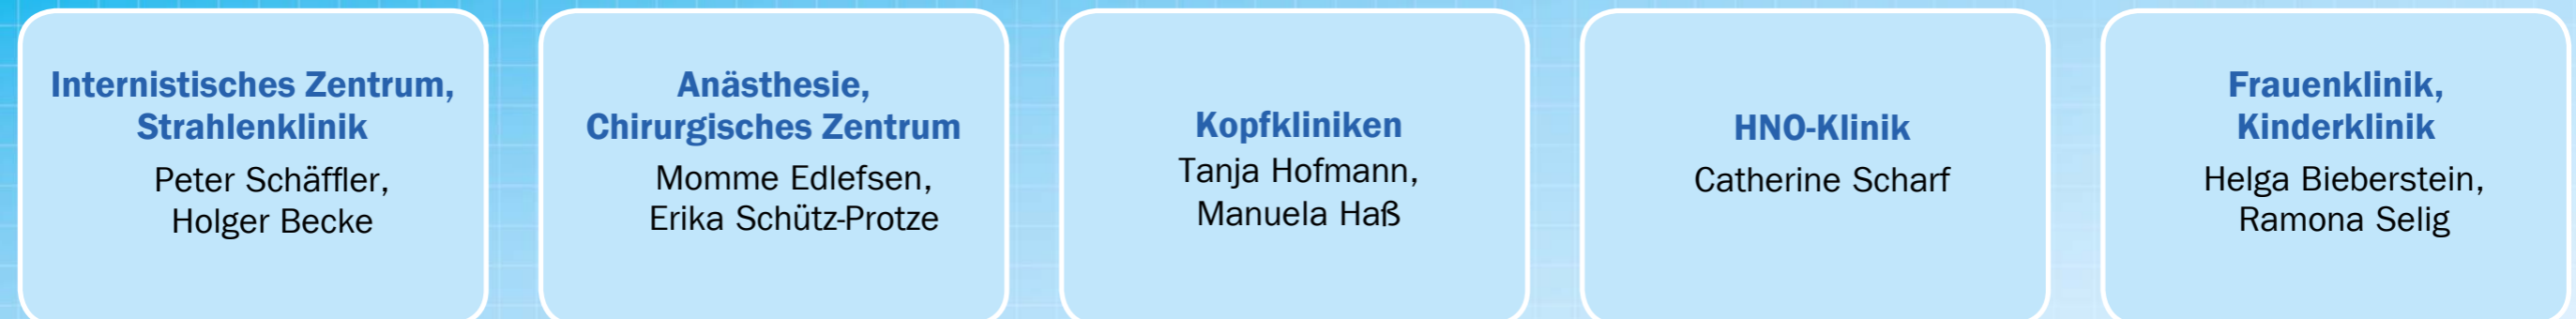 Internistisches Zentrum,
Strahlenklinik
Peter Schäffler,
Holger Becke
Anästhesie,
Chirurgisches Zentrum
Momme Edlefsen,
Erika Schütz-Protze
Kopfkliniken
Tanja Hofmann,
Manuela Haß
HNO-Klinik
Catherine Scharf
Frauenklinik,
Kinderklinik
Helga Bieberstein,
Ramona Selig